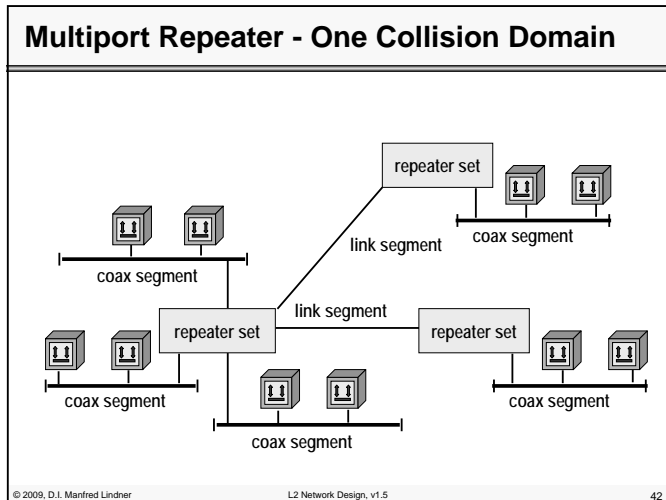 Multiport Repeater - One Collision Domain
repeater set
link segment
coax segment
coax segment
link segment
repeater set
repeater set
coax segment
coax segment
coax segment
© 2009, D.I. Manfred Lindner
L2 Network Design, v1.5
42